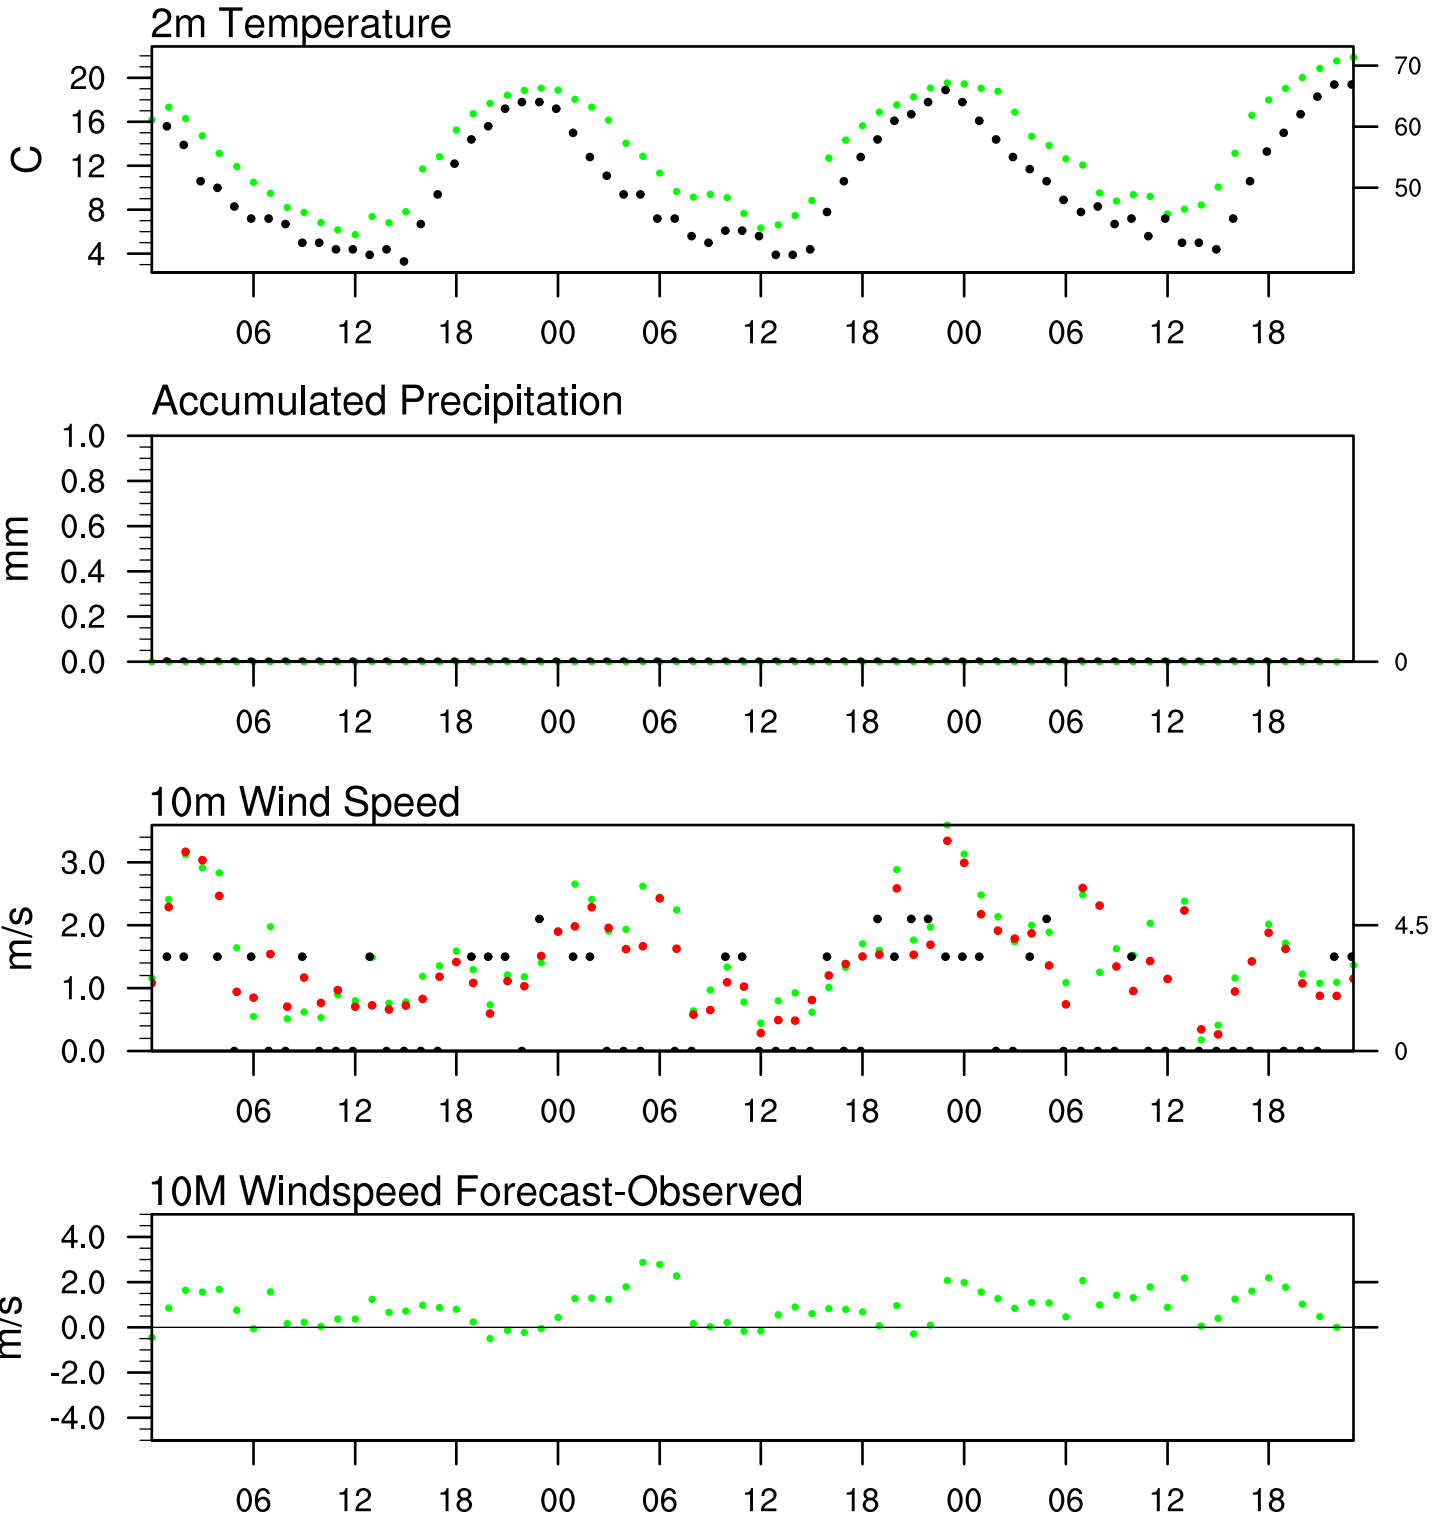 2m Temperature
20
16
12
8
4
C
70
60
50
06 12 18 00 06 12 18 00 06 12 18
Accumulated Precipitation
1.0
0.8
0.6
0.4
0.2
0.0
mm
0
06 12 18 00 06 12 18 00 06 12 18
10m Wind Speed
3.0
2.0
1.0
0.0
m/s
4.5
0
06 12 18 00 06 12 18 00 06 12 18
10M Windspeed Forecast-Observed
4.0
2.0
0.0
-2.0
-4.0
m/s
06 12 18 00 06 12 18 00 06 12 18